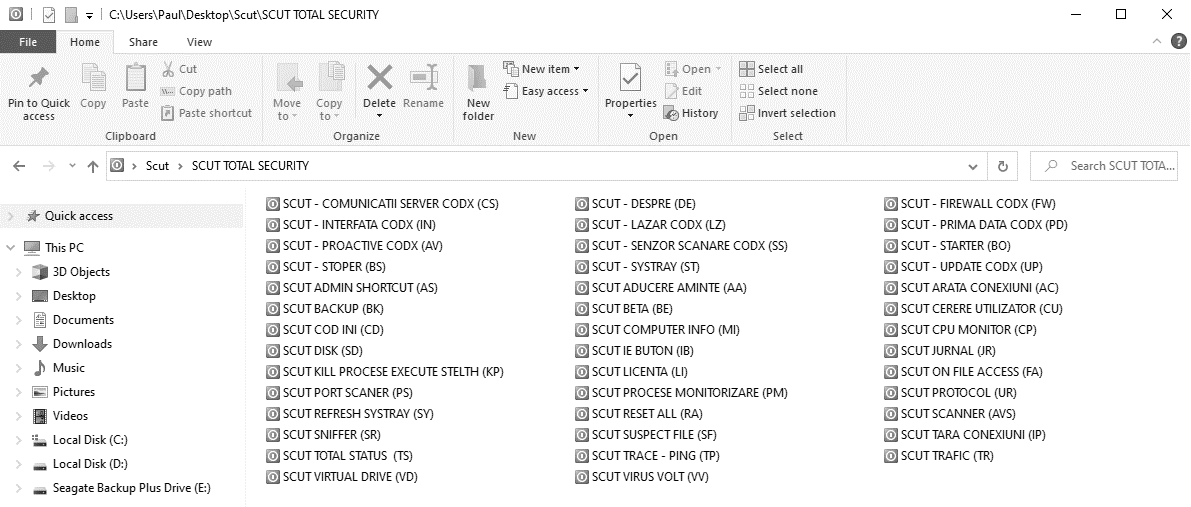 C:\Users\Paul\Desktop\Scut\SCUT TOTAL SECURITY
File Home Share View
Pin to Quick access
Copy
Paste
Cut
Copy path
Paste shortcut
Clipboard
Move to
Copy to
Delete
Rename
Organize
New folder
New item
Easy access
New
Properties
Open
Edit
History
Open
Select all
Select none
Invert selection
Select
Scut > SCUT TOTAL SECURITY
Search SCUT TOTA...
Quick access
This PC
3D Objects
Desktop
Documents
Downloads
Music
Pictures
Videos
Local Disk (C:)
Local Disk (D:)
Seagate Backup Plus Drive (E:)
SCUT - COMUNICATII SERVER CODX (CS) SCUT - DESPRE (DE) SCUT - FIREWALL CODX (FW)
SCUT - INTERFATA CODX (IN) SCUT - LAZAR CODX (LZ) SCUT - PRIMA DATA CODX (PD)
SCUT - PROACTIVE CODX (AV) SCUT - SENZOR SCANARE CODX (SS) SCUT - STARTER (BO)
SCUT - STOPER (BS) SCUT - SYSTRAY (ST) SCUT - UPDATE CODX (UP)
SCUT ADMIN SHORTCUT (AS) SCUT ADUCERE AMINTE (AA) SCUT ARATA CONEXIUNI (AC)
SCUT BACKUP (BK) SCUT BETA (BE) SCUT CERERE UTILIZATOR (CU)
SCUT COD INI (CD) SCUT COMPUTER INFO (MI) SCUT CPU MONITOR (CP)
SCUT DISK (SD) SCUT IE BUTON (IB) SCUT JURNAL (JR)
SCUT KILL PROCESE EXECUTE STELTH (KP) SCUT LICENTA (LI) SCUT ON FILE ACCESS (FA)
SCUT PORT SCANER (PS) SCUT PROCESE MONITORIZARE (PM) SCUT PROTOCOL (UR)
SCUT REFRESH SYSTRAY (SY) SCUT RESET ALL (RA) SCUT SCANNER (AVS)
SCUT SNIFFER (SR) SCUT SUSPECT FILE (SF) SCUT TARA CONEXIUNI (IP)
SCUT TOTAL STATUS (TS) SCUT TRACE - PING (TP) SCUT TRAFIC (TR)
SCUT VIRTUAL DRIVE (VD) SCUT VIRUS VOLT (VV)